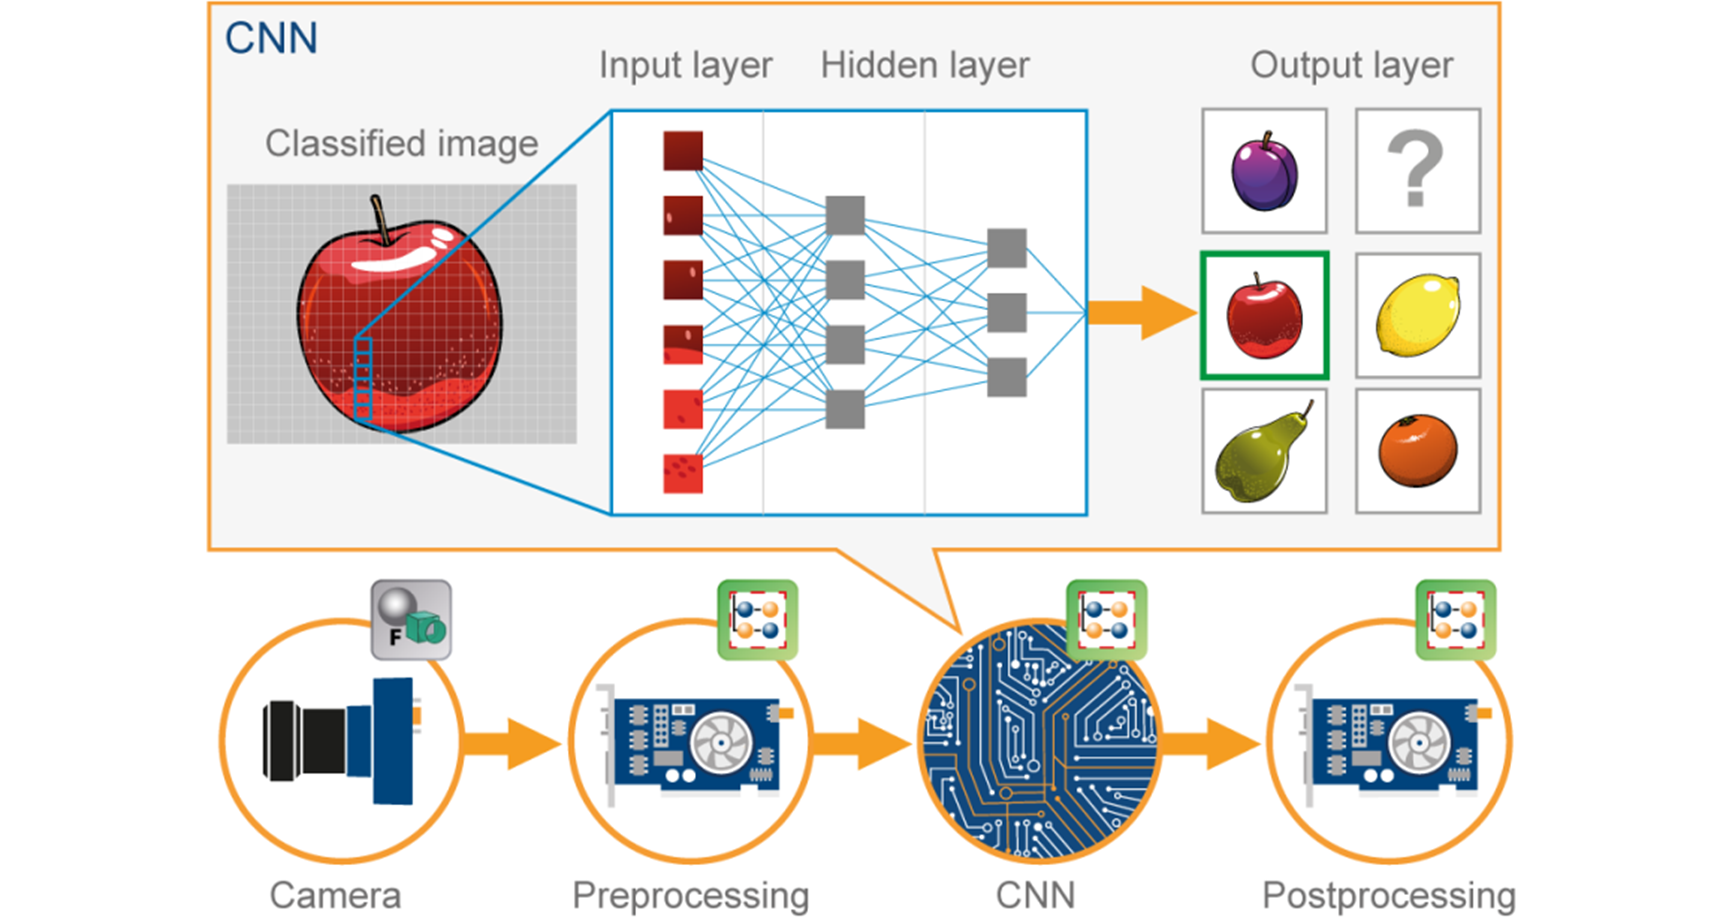 CNN
Input layer
Hidden layer
Output layer
Classified image
?
F
Camera
Preprocessing
CNN
Postprocessing